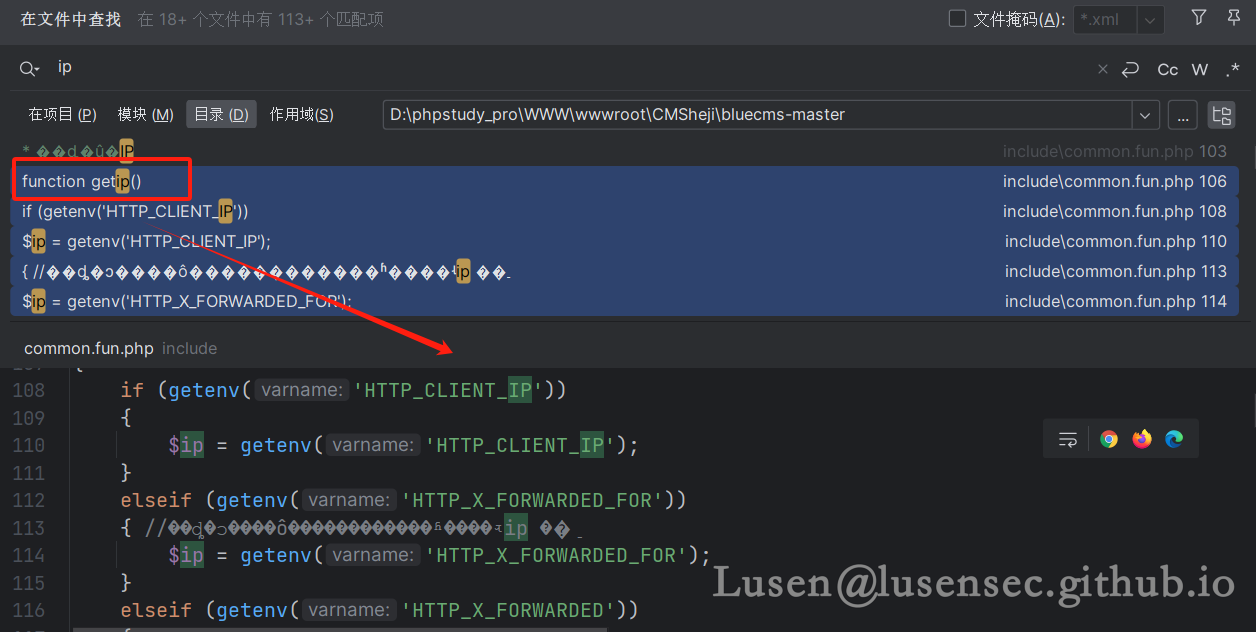 在文件中查找 在 18+ 个文件中有 113+ 个匹配项 文件掩码(A): *.xml
ip × Cc W .*
在项目 (P) 模块 (M) 目录 (D) 作用域(S) D:\phpstudy_pro\WWW\wwwroot\CMSheji\bluecms-master ...
* ��ȡ�û�IP include\common.fun.php 103
function getip() include\common.fun.php 106
if (getenv('HTTP_CLIENT_IP')) include\common.fun.php 108
$ip = getenv('HTTP_CLIENT_IP'); include\common.fun.php 110
{ // ip include\common.fun.php 113
$ip = getenv('HTTP_X_FORWARDED_FOR'); include\common.fun.php 114
common.fun.php include
108 if (getenv( varname: 'HTTP_CLIENT_IP'))
109 {
110 $ip = getenv( varname: 'HTTP_CLIENT_IP');
111 }
112 elseif (getenv( varname: 'HTTP_X_FORWARDED_FOR'))
113 { // ip
114 $ip = getenv( varname: 'HTTP_X_FORWARDED_FOR');
115 }
116 elseif (getenv( varname: 'HTTP_X_FORWARDED'))
Lusen@lusensec.github.io